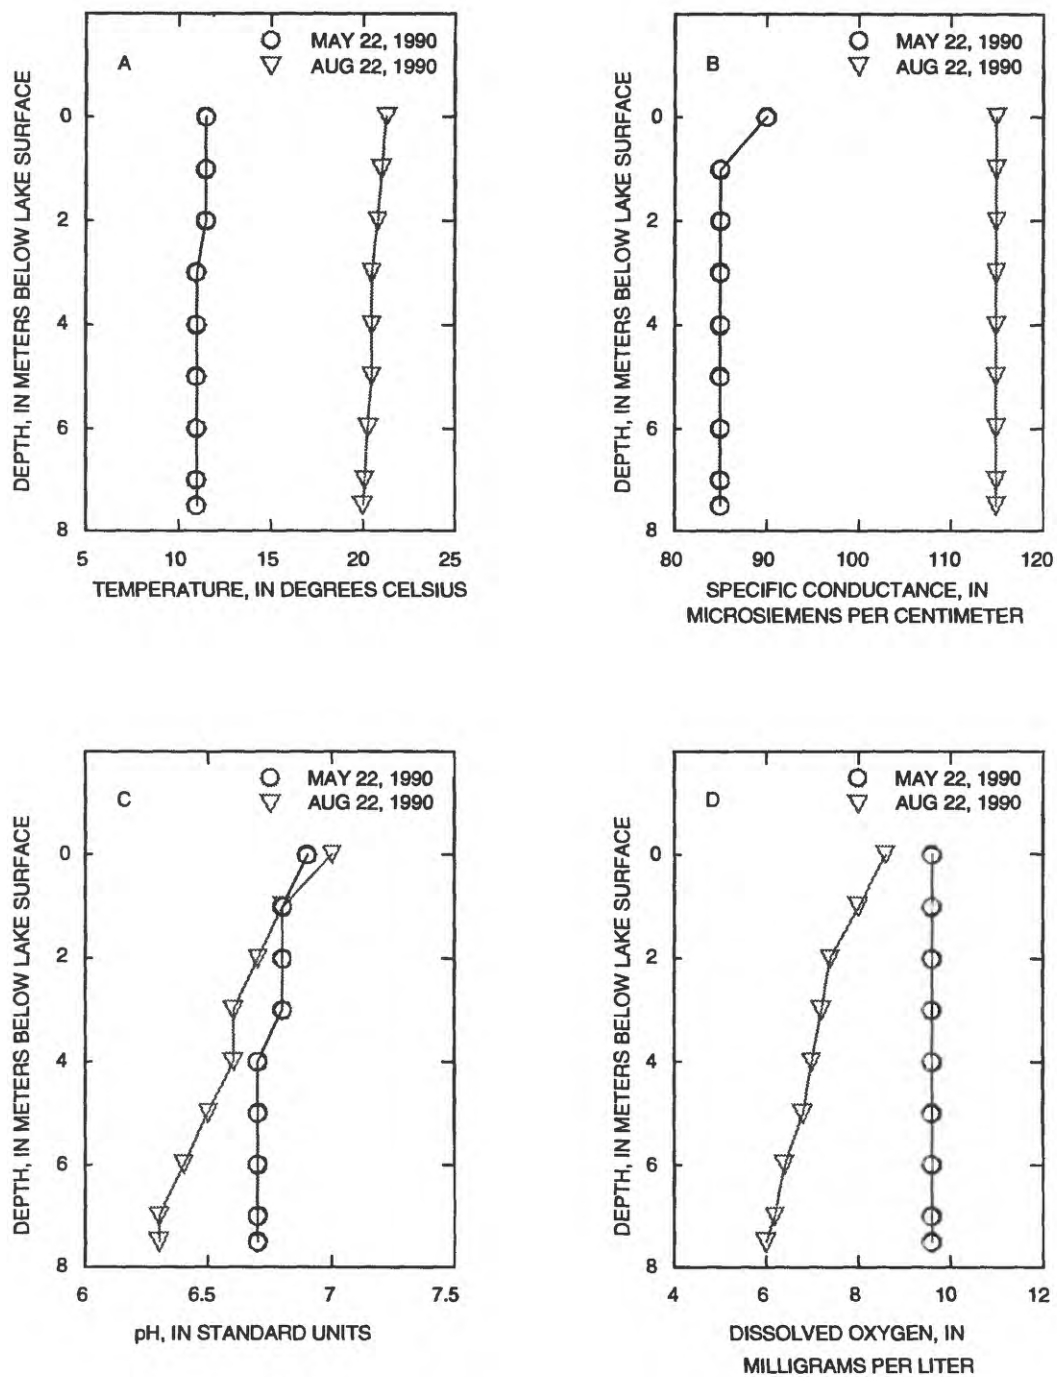 MAY 22, 1990
AUG 22, 1990
A
0
2
4
6
8
5
10
15
20
25
DEPTH, IN METERS BELOW LAKE SURFACE
TEMPERATURE, IN DEGREES CELSIUS
MAY 22, 1990
AUG 22, 1990
B
0
2
4
6
8
80
90
100
110
120
DEPTH, IN METERS BELOW LAKE SURFACE
SPECIFIC CONDUCTANCE, IN
MICROSIEMENS PER CENTIMETER
MAY 22, 1990
AUG 22, 1990
C
0
2
4
6
8
6
6.5
7
7.5
DEPTH, IN METERS BELOW LAKE SURFACE
pH, IN STANDARD UNITS
MAY 22, 1990
AUG 22, 1990
D
0
2
4
6
8
4
6
8
10
12
DEPTH, IN METERS BELOW LAKE SURFACE
DISSOLVED OXYGEN, IN
MILLIGRAMS PER LITER